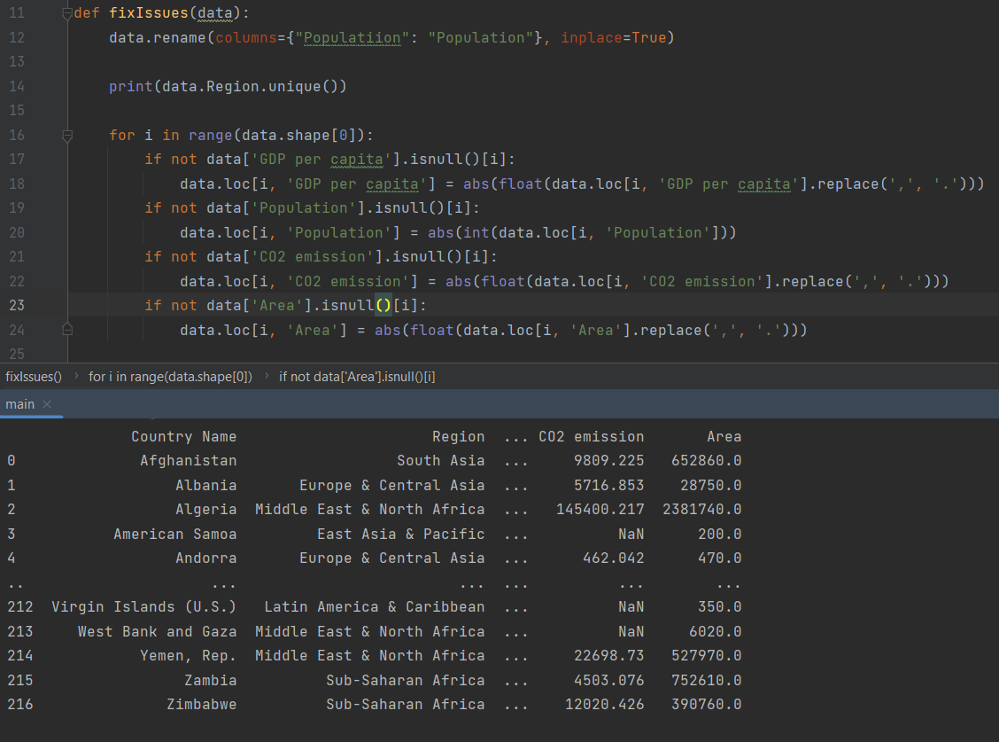 11 def fixIssues(data):
12 data.rename(columns={"Populatiion": "Population"}, inplace=True)
13
14 print(data.Region.unique())
15
16 for i in range(data.shape[0]):
17 if not data['GDP per capita'].isnull()[i]:
18 data.loc[i, 'GDP per capita'] = abs(float(data.loc[i, 'GDP per capita'].replace(',', '.')))
19 if not data['Population'].isnull()[i]:
20 data.loc[i, 'Population'] = abs(int(data.loc[i, 'Population']))
21 if not data['CO2 emission'].isnull()[i]:
22 data.loc[i, 'CO2 emission'] = abs(float(data.loc[i, 'CO2 emission'].replace(',', '.')))
23 if not data['Area'].isnull()[i]:
24 data.loc[i, 'Area'] = abs(float(data.loc[i, 'Area'].replace(',', '.')))
25
fixIssues() › for i in range(data.shape[0]) › if not data['Area'].isnull()[i]
main ×
Country Name Region ... CO2 emission Area
0 Afghanistan South Asia ... 9809.225 652860.0
1 Albania Europe & Central Asia ... 5716.853 28750.0
2 Algeria Middle East & North Africa ... 145400.217 2381740.0
3 American Samoa East Asia & Pacific ... NaN 200.0
4 Andorra Europe & Central Asia ... 462.042 470.0
.. ... ... ... ... ...
212 Virgin Islands (U.S.) Latin America & Caribbean ... NaN 350.0
213 West Bank and Gaza Middle East & North Africa ... NaN 6020.0
214 Yemen, Rep. Middle East & North Africa ... 22698.73 527970.0
215 Zambia Sub-Saharan Africa ... 4503.076 752610.0
216 Zimbabwe Sub-Saharan Africa ... 12020.426 390760.0